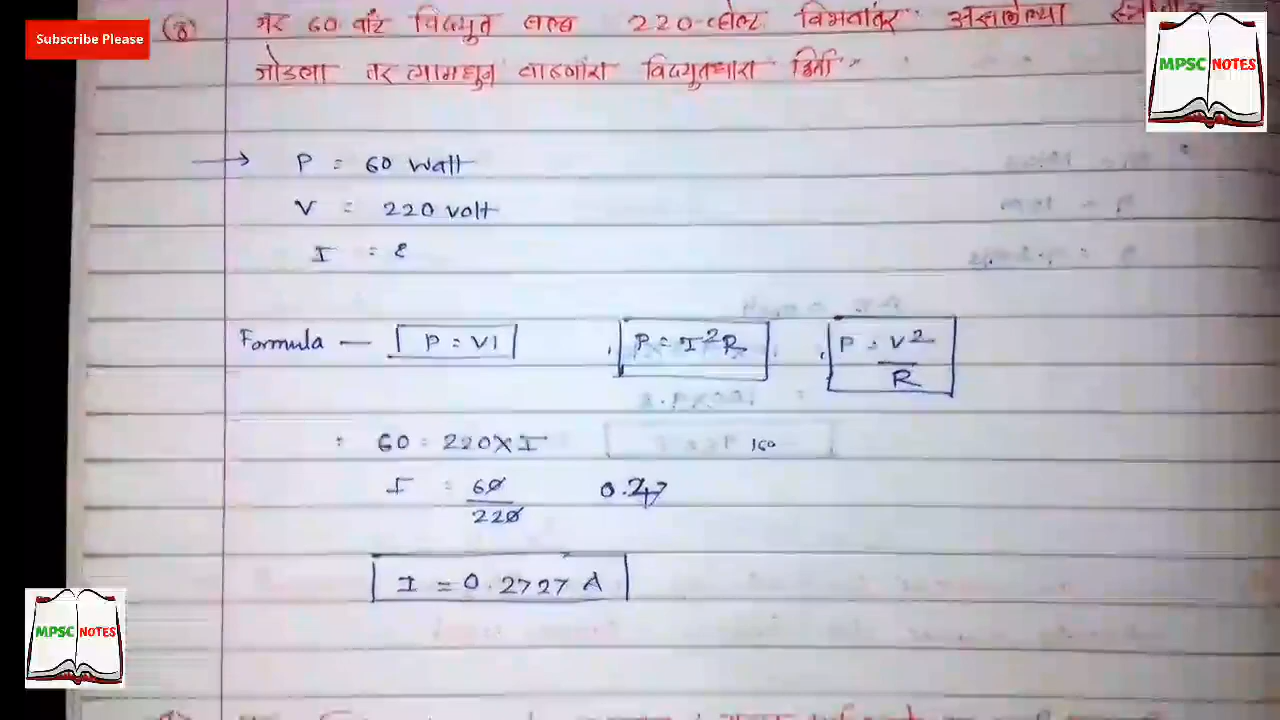 Subscribe Please
जर 60 वॅट विद्युत बल्ब 220-व्होल्ट विभवांतर असलेल्या
MPSC NOTES
जोडला तर त्यामधून वाहणारा विद्युतधारा किती
P = 60 Watt
V = 220 volt
I =
Formula — P = VI , P = I²R , P = V²/R
60 = 220 X I
160
I = 60/220 0.27
I = 0.2727 A
MPSC NOTES